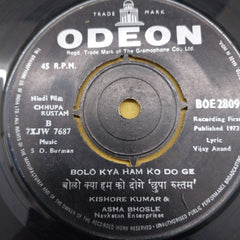 TRADE MARK
ODEON
Regd. Trade Mark of The Gramophone Co., Ltd.
45 R.P.M.
BOE 2809
Hindi Film
CHHUPA
RUSTAM
B
7XJW 7687
Music
S. D. Burman
Recording First
Published 1973
Lyric
Vijay Anand
BOLO KYA HAM KO DO GE
बोलो क्या हम को दोगे 'छुपा रुस्तम'
KISHORE KUMAR &
ASHA BHOSLE
Navketan Enterprises